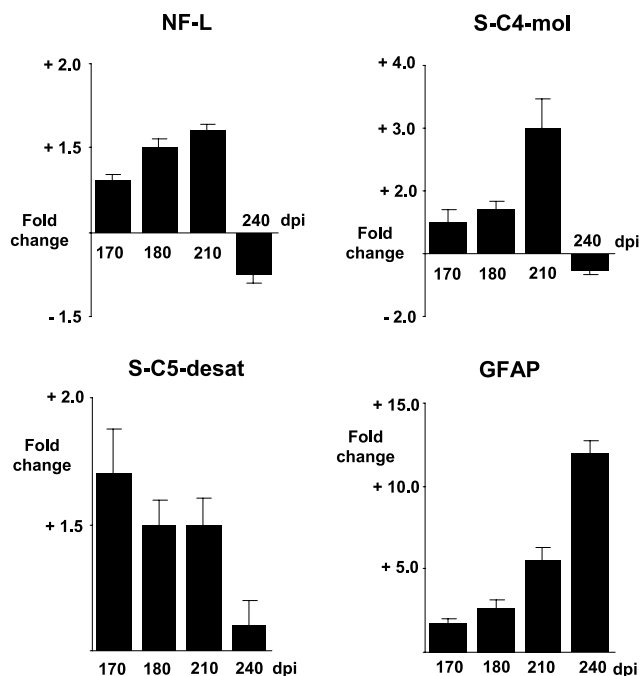 NF-L
+ 2.0
+ 1.5
Fold
change
240 dpi
170 180 210
- 1.5
S-C4-mol
+ 4.0
+ 3.0
+ 2.0
Fold
change
240 dpi
170 180 210
- 2.0
S-C5-desat
+ 2.0
Fold
change
+ 1.5
170 180 210 240 dpi
GFAP
+ 15.0
Fold
change
+ 10.0
+ 5.0
170 180 210 240 dpi